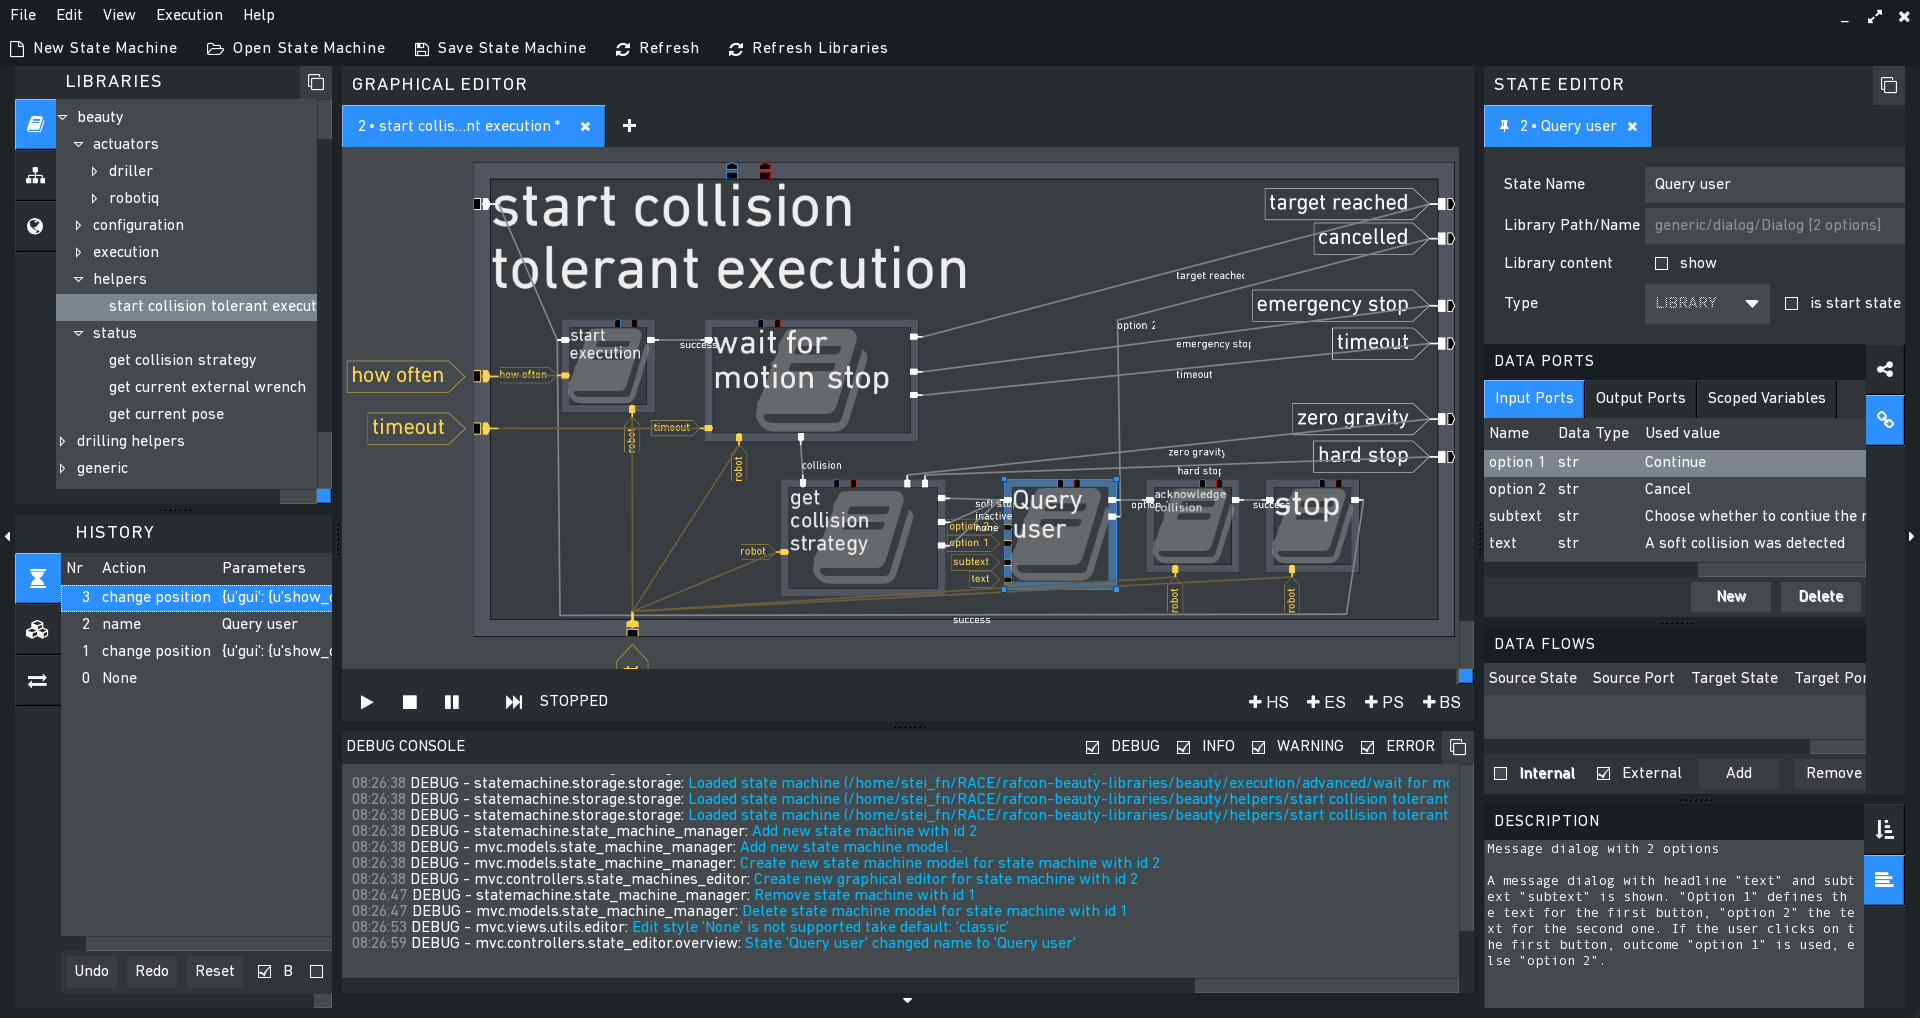 File Edit View Execution Help
New State Machine Open State Machine Save State Machine Refresh Refresh Libraries
LIBRARIES
beauty
actuators
driller
robotiq
configuration
execution
helpers
start collision tolerant execut
status
get collision strategy
get current external wrench
get current pose
drilling helpers
generic
HISTORY
Nr Action Parameters
3 change position {u'gui': {u'show_
2 name Query user
1 change position {u'gui': {u'show_
0 None
Undo Redo Reset B
GRAPHICAL EDITOR
2 • start collis...nt execution *
start collision
tolerant execution
target reached
cancelled
emergency stop
timeout
zero gravity
hard stop
how often
timeout
start
execution
success
wait for
motion stop
how often
timeout
robot
robot
collision
target reached
option 2
emergency stop
timeout
zero gravity
hard stop
get
collision
strategy
robot
inactive
none
option 1
subtext
text
Query
user
option
acknowledge
collision
success
stop
robot
robot
success
STOPPED
HS ES PS BS
DEBUG CONSOLE DEBUG INFO WARNING ERROR
08:26:38 DEBUG - statemachine.storage.storage: Loaded state machine (/home/stei_fn/RACE/rafcon-beauty-libraries/beauty/execution/advanced/wait for mo
08:26:38 DEBUG - statemachine.storage.storage: Loaded state machine (/home/stei_fn/RACE/rafcon-beauty-libraries/beauty/helpers/start collision tolerant
08:26:38 DEBUG - statemachine.storage.storage: Loaded state machine (/home/stei_fn/RACE/rafcon-beauty-libraries/beauty/helpers/start collision tolerant
08:26:38 DEBUG - statemachine.state_machine_manager: Add new state machine with id 2
08:26:38 DEBUG - mvc.models.state_machine_manager: Add new state machine model ...
08:26:38 DEBUG - mvc.models.state_machine_manager: Create new state machine model for state machine with id 2
08:26:38 DEBUG - mvc.controllers.state_machines_editor: Create new graphical editor for state machine with id 2
08:26:47 DEBUG - statemachine.state_machine_manager: Remove state machine with id 1
08:26:47 DEBUG - mvc.models.state_machine_manager: Delete state machine model for state machine with id 1
08:26:53 DEBUG - mvc.views.utils.editor: Edit style 'None' is not supported take default: 'classic'
08:26:59 DEBUG - mvc.controllers.state_editor.overview: State 'Query user' changed name to 'Query user'
STATE EDITOR
2 • Query user
State Name Query user
Library Path/Name generic/dialog/Dialog [2 options]
Library content show
Type LIBRARY is start state
DATA PORTS
Input Ports Output Ports Scoped Variables
Name Data Type Used value
option 1 str Continue
option 2 str Cancel
subtext str Choose whether to contiue the r
text str A soft collision was detected
New Delete
DATA FLOWS
Source State Source Port Target State Target Por
Internal External Add Remove
DESCRIPTION
Message dialog with 2 options
A message dialog with headline "text" and subt
ext "subtext" is shown. "Option 1" defines th
e text for the first button, "option 2" the te
xt for the second one. If the user clicks on t
he first button, outcome "option 1" is used, e
lse "option 2".